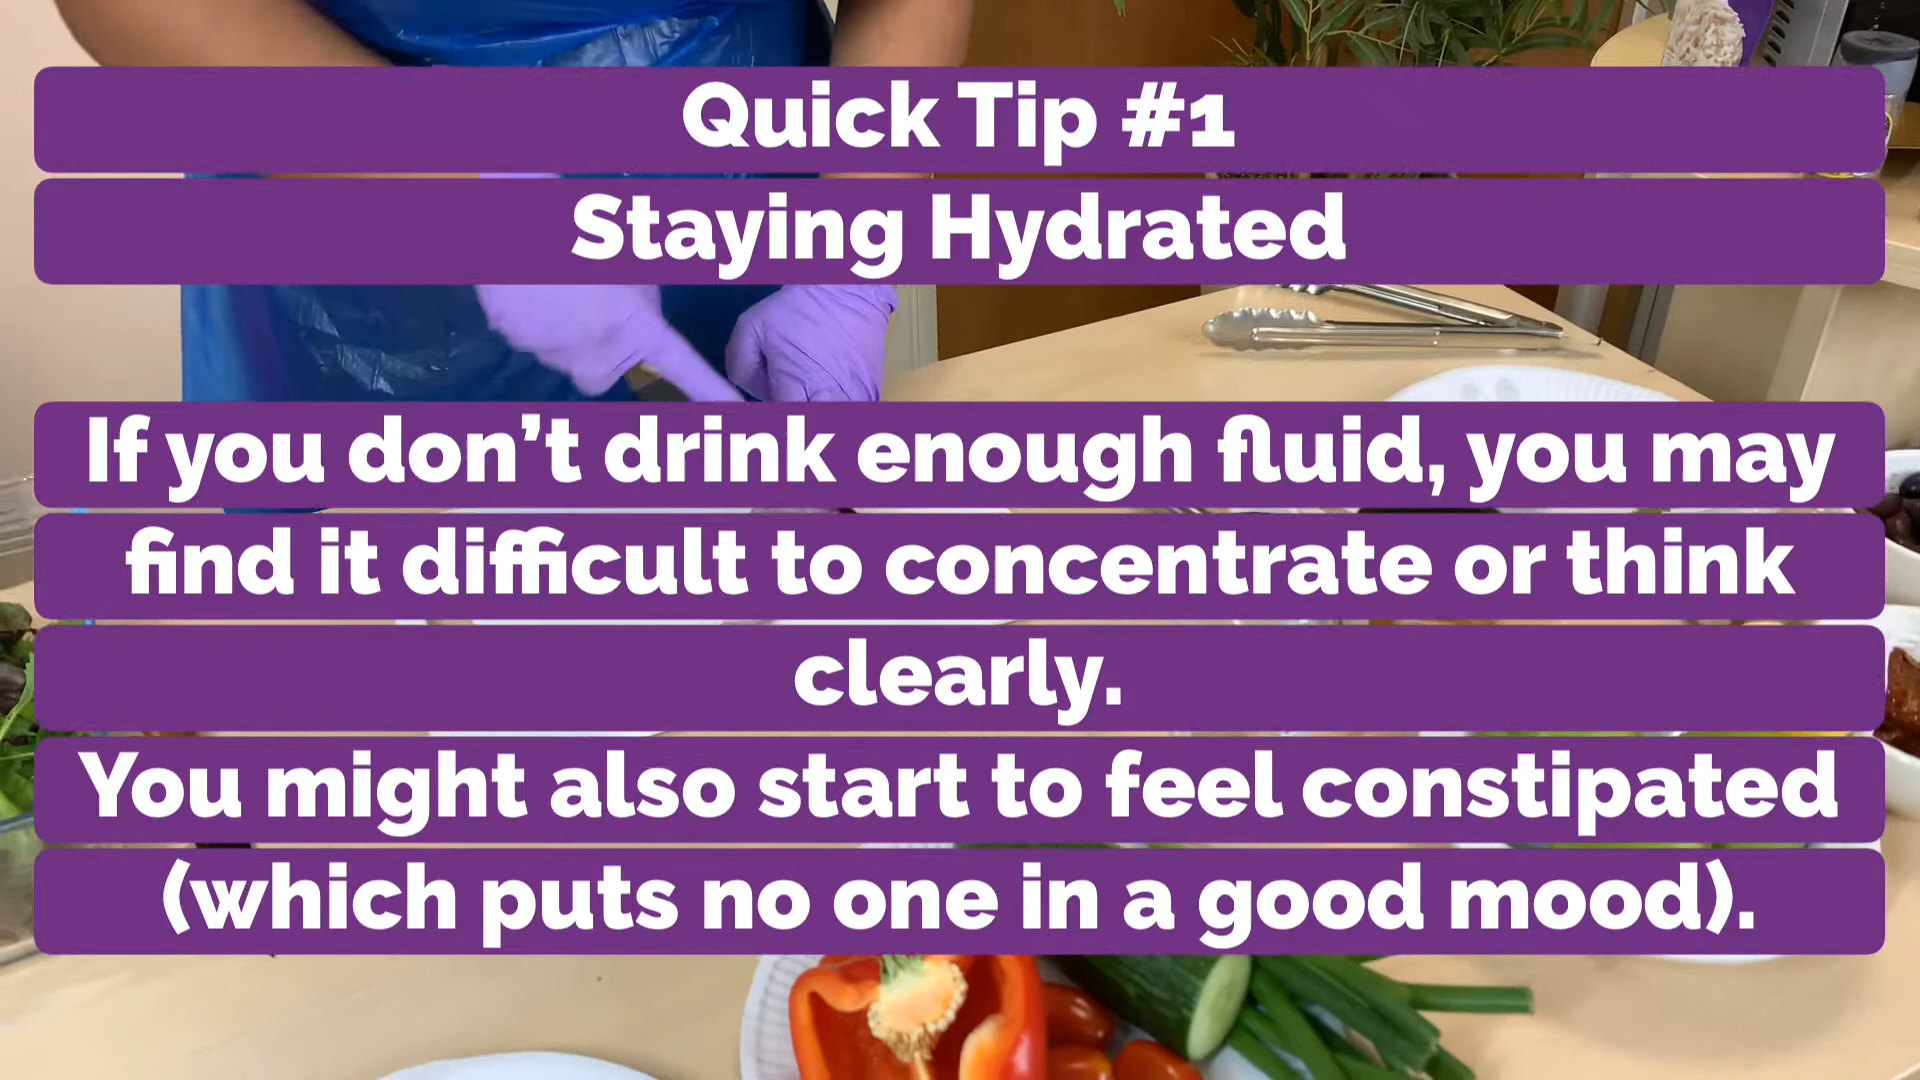 Quick Tip #1
Staying Hydrated
If you don’t drink enough fluid, you may
find it difficult to concentrate or think
clearly.
You might also start to feel constipated
(which puts no one in a good mood).